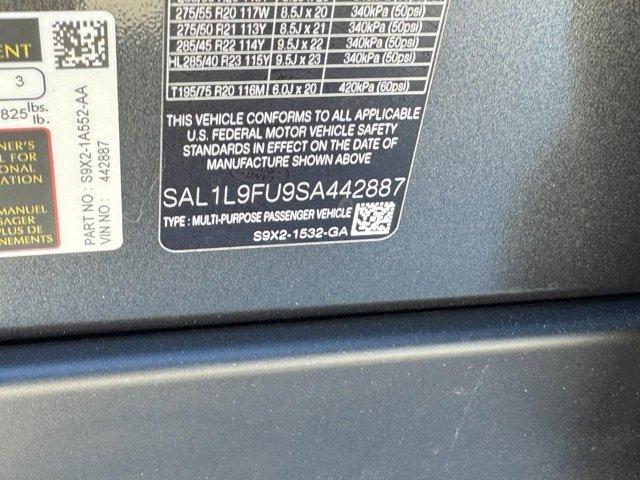 275/55 R20 117W 8.5J x 20 340kPa (50psi)
275/50 R21 113Y 8.5J x 21 340kPa (50psi)
285/45 R22 114Y 9.5J x 22 340kPa (50psi)
HL285/40 R23 115Y 9.5J x 23 340kPa (50psi)
T195/75 R20 116M 6.0J x 20 420kPa (60psi)
THIS VEHICLE CONFORMS TO ALL APPLICABLE
U.S. FEDERAL MOTOR VEHICLE SAFETY
STANDARDS IN EFFECT ON THE DATE OF
MANUFACTURE SHOWN ABOVE
SAL1L9FU9SA442887
TYPE : MULTI-PURPOSE PASSENGER VEHICLE
S9X2-1532-GA
ENT
3
825 lbs.
lb.
NER'S
L FOR
ONAL
ATION
MANUEL
SAGER
PLUS
NEMENTS
PART NO : S9X2-1A552-AA
VIN NO : 442887